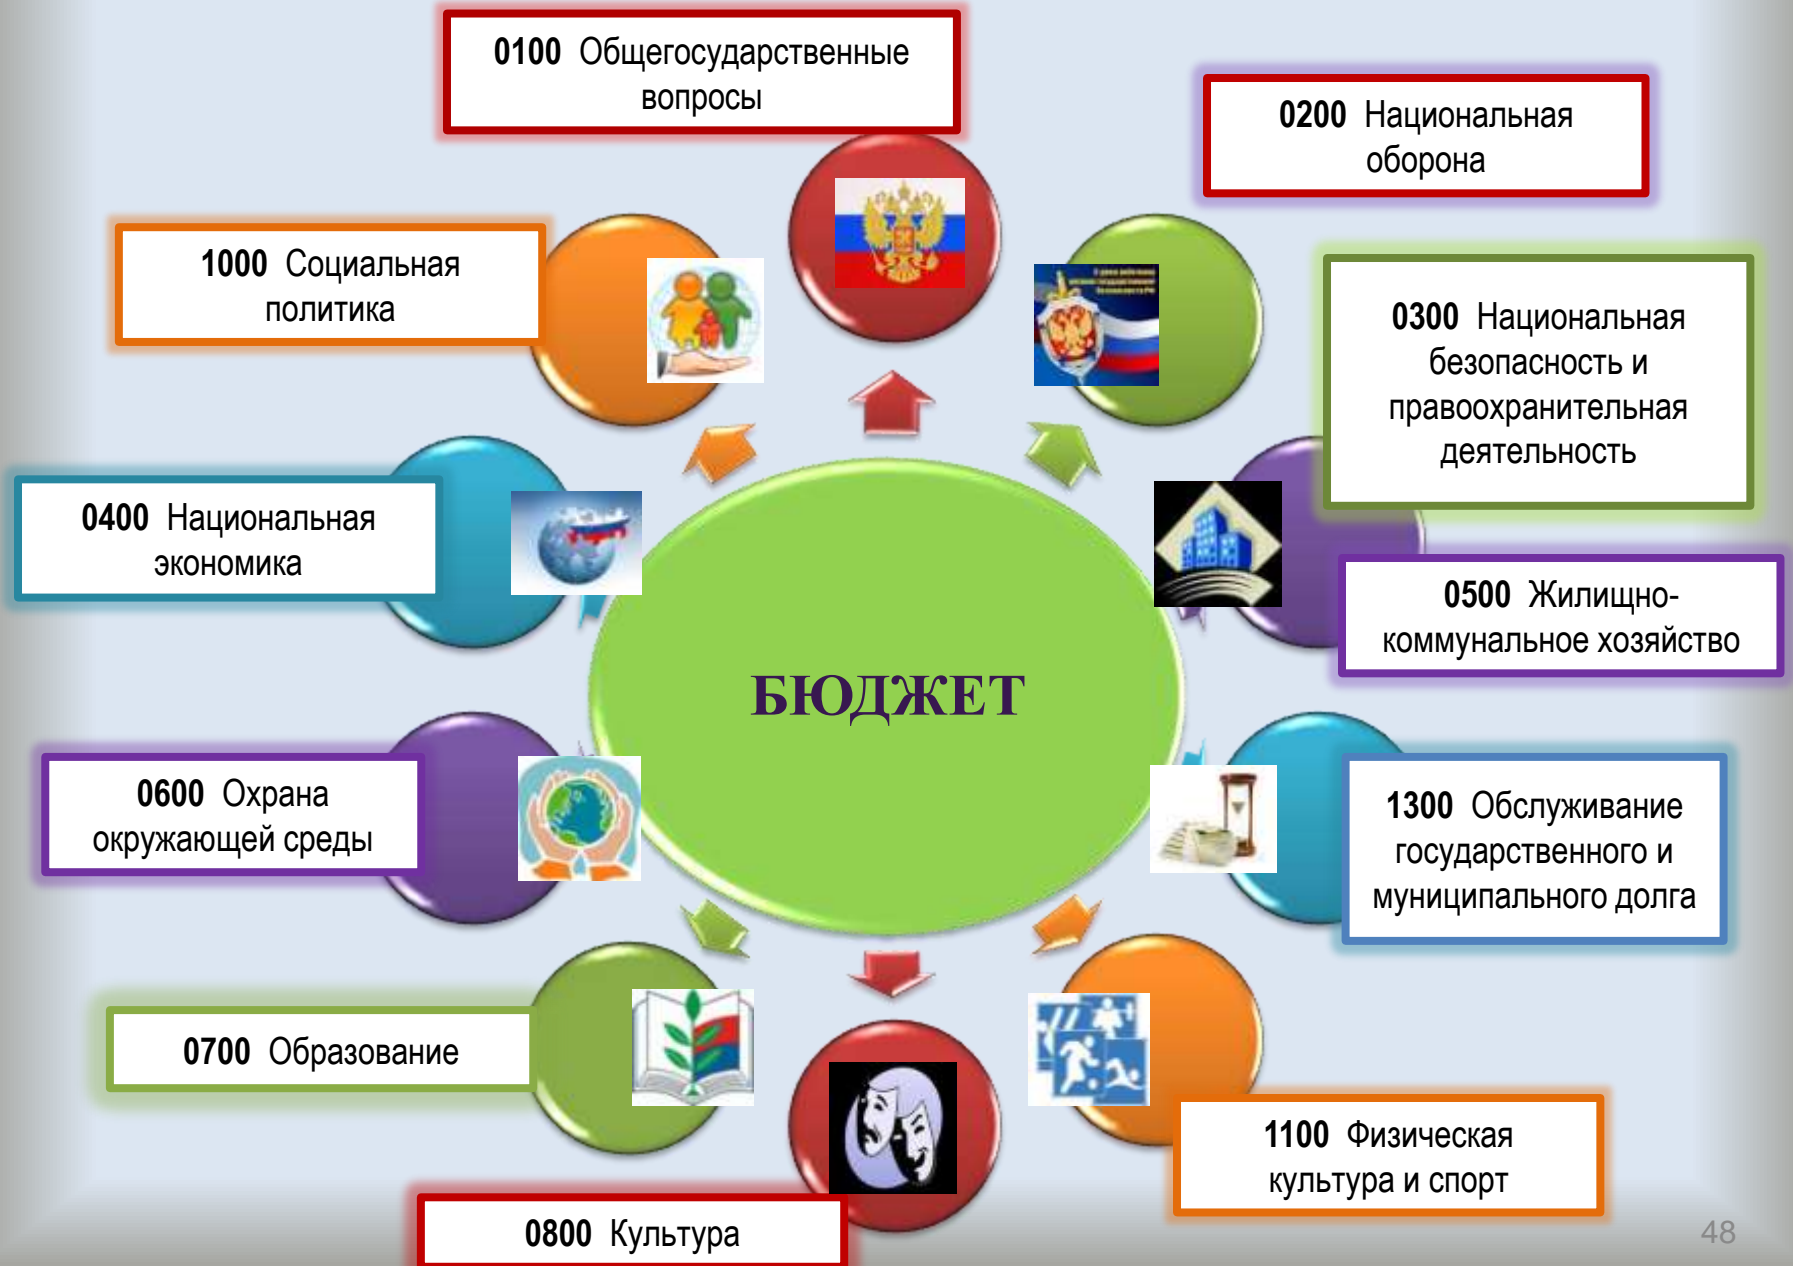 0100 Общегосударственные
вопросы
0200 Национальная
оборона
1000 Социальная
политика
0300 Национальная
безопасность и
правоохранительная
деятельность
0400 Национальная
экономика
0500 Жилищно-
коммунальное хозяйство
БЮДЖЕТ
0600 Охрана
окружающей среды
1300 Обслуживание
государственного и
муниципального долга
0700 Образование
1100 Физическая
культура и спорт
0800 Культура
48